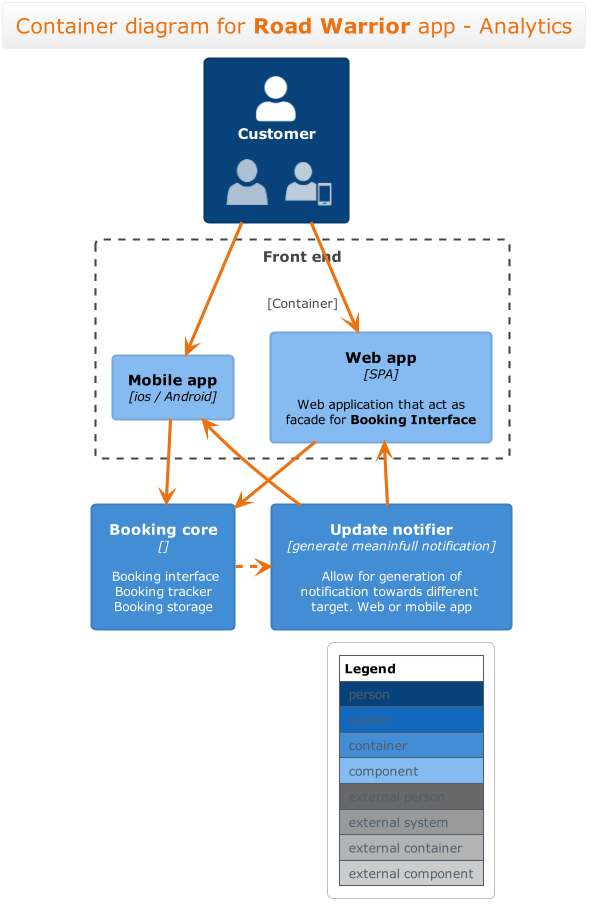 Container diagram for Road Warrior app - Analytics
Customer
Front end
[Container]
Mobile app
[ios / Android]
Web app
[SPA]
Web application that act as
facade for Booking Interface
Booking core
[]
Booking interface
Booking tracker
Booking storage
Update notifier
[generate meaninfull notification]
Allow for generation of
notification towards different
target. Web or mobile app
Legend
person
system
container
component
external person
external system
external container
external component